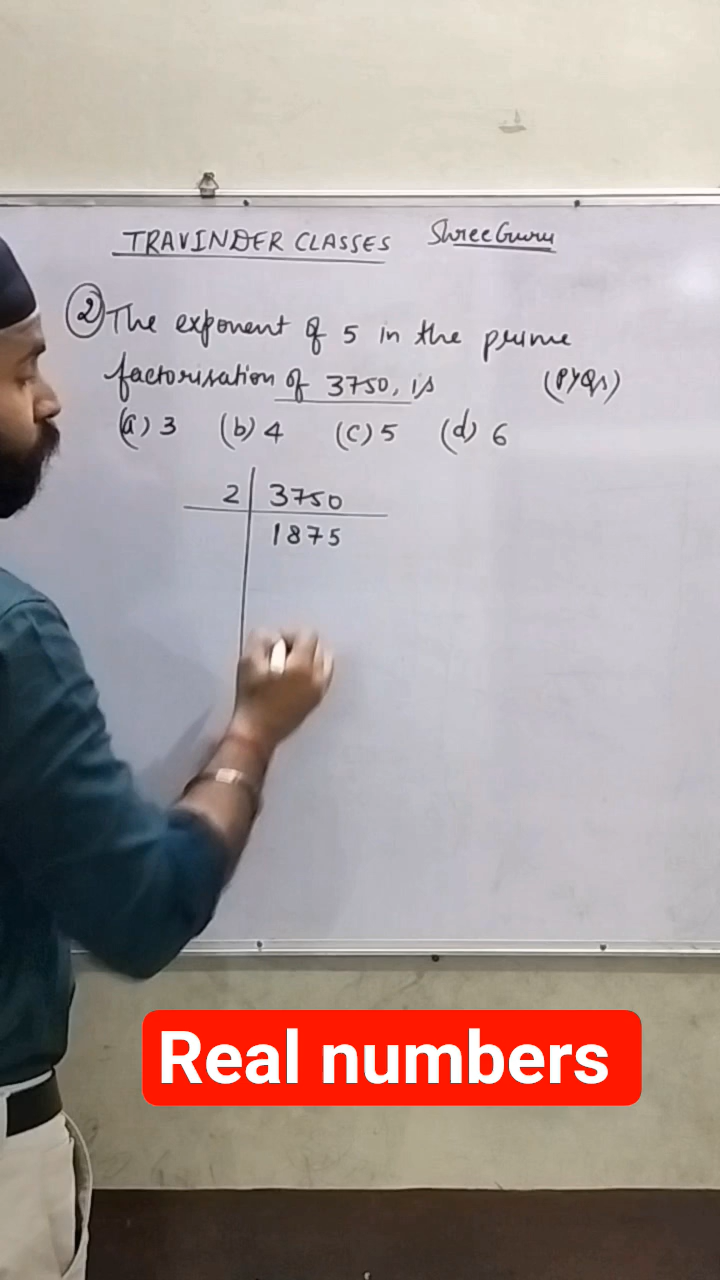 TRAVINDER CLASSES ShreeGuru
② The exponent of 5 in the prime
factorisation of 3750, is (PYQs)
(a) 3 (b) 4 (c) 5 (d) 6
2 3750
1875
Real numbers